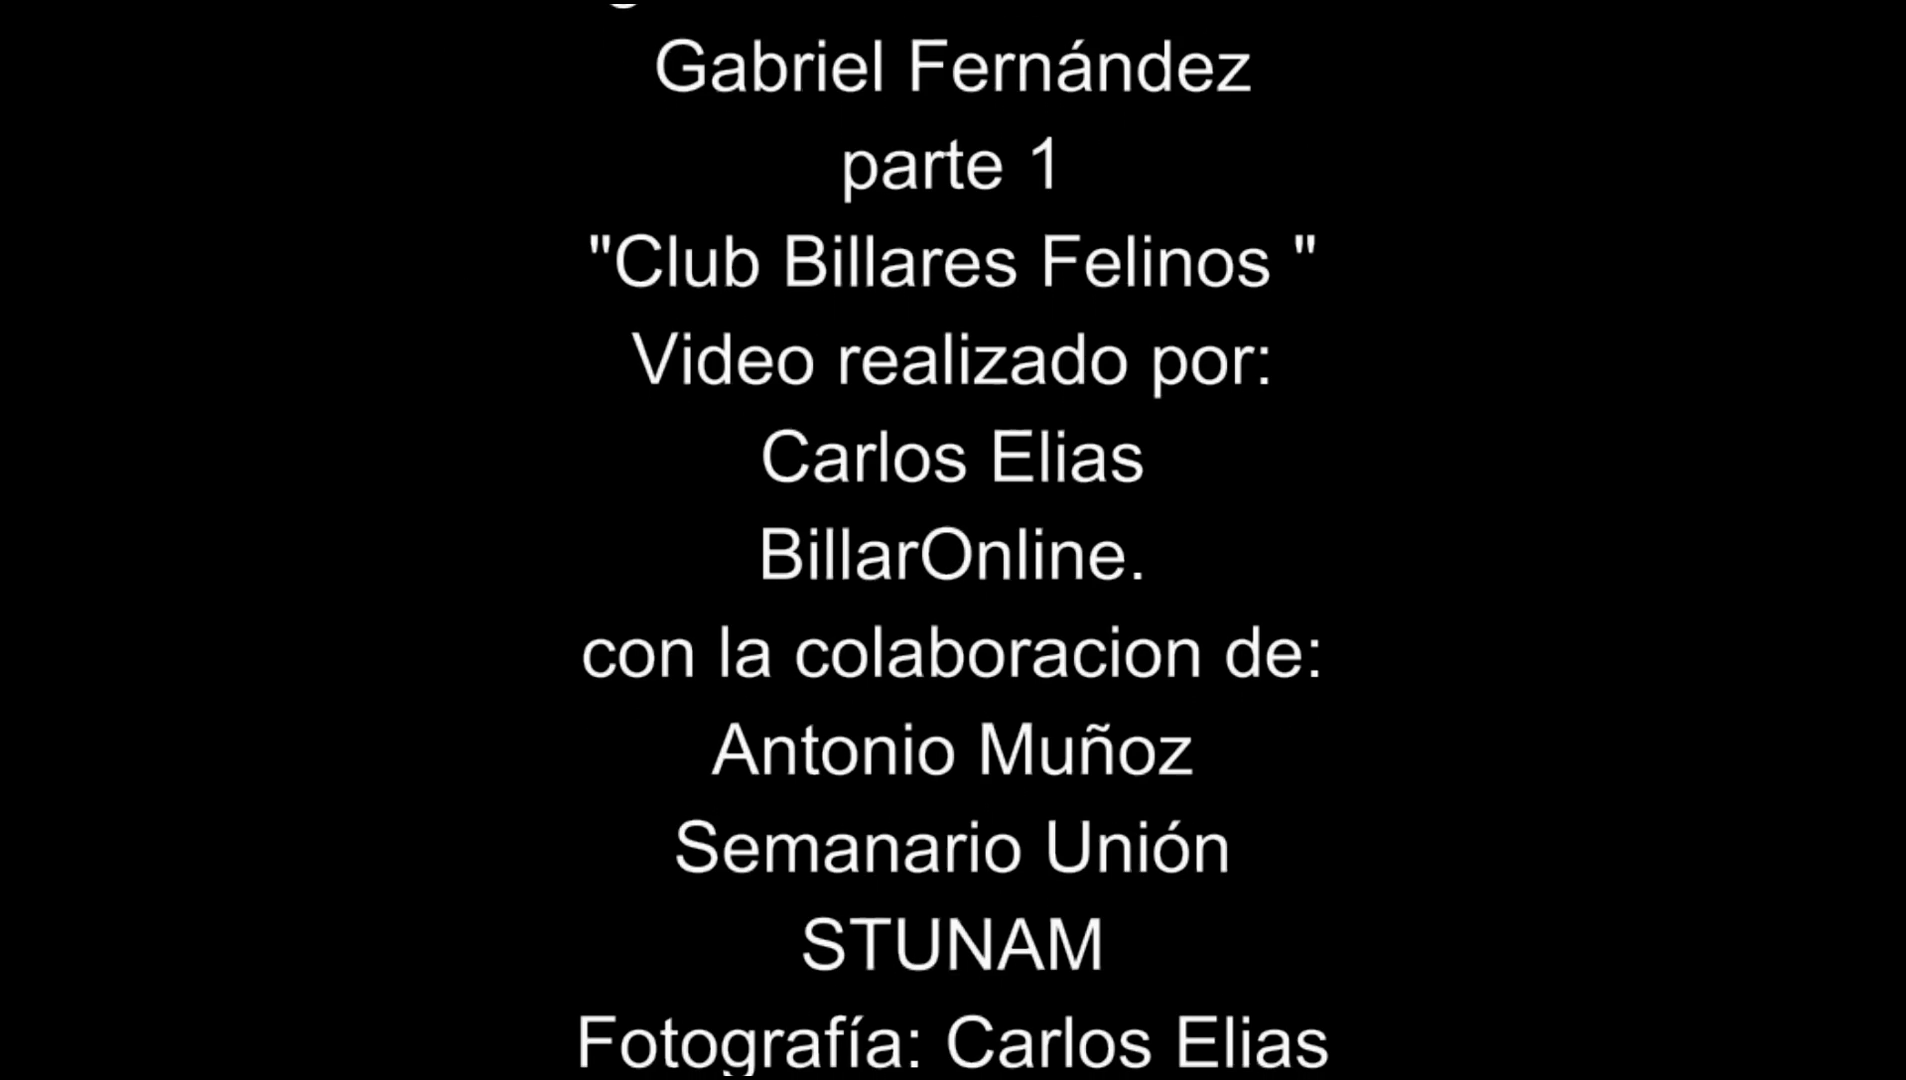 Gabriel Fernández
parte 1
"Club Billares Felinos "
Video realizado por:
Carlos Elias
BillarOnline.
con la colaboracion de:
Antonio Muñoz
Semanario Unión
STUNAM
Fotografía: Carlos Elias